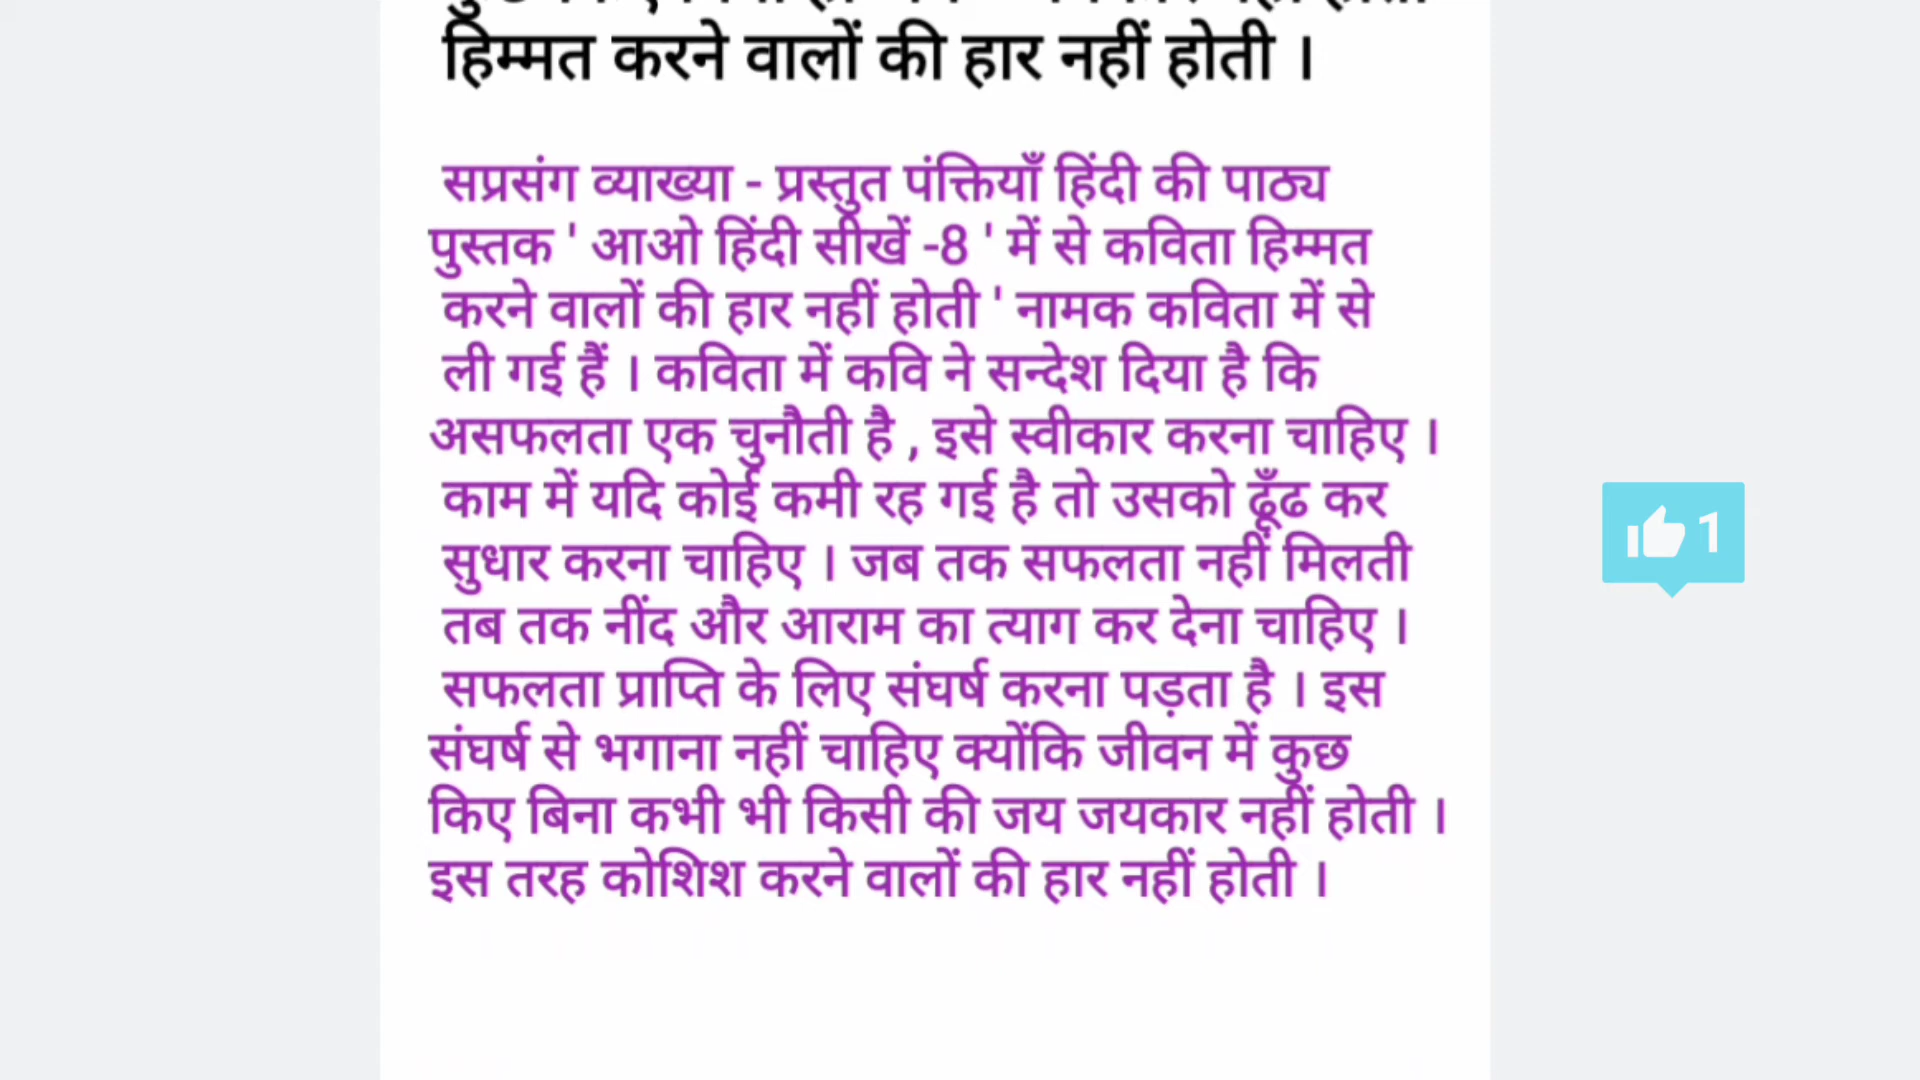 हिम्मत करने वालों की हार नहीं होती ।
सप्रसंग व्याख्या - प्रस्तुत पंक्तियाँ हिंदी की पाठ्य
पुस्तक ' आओ हिंदी सीखें -8 ' में से कविता हिम्मत
करने वालों की हार नहीं होती ' नामक कविता में से
ली गई हैं । कविता में कवि ने सन्देश दिया है कि
असफलता एक चुनौती है , इसे स्वीकार करना चाहिए ।
काम में यदि कोई कमी रह गई है तो उसको ढूँढ कर
सुधार करना चाहिए । जब तक सफलता नहीं मिलती
तब तक नींद और आराम का त्याग कर देना चाहिए ।
सफलता प्राप्ति के लिए संघर्ष करना पड़ता है । इस
संघर्ष से भगाना नहीं चाहिए क्योंकि जीवन में कुछ
किए बिना कभी भी किसी की जय जयकार नहीं होती ।
इस तरह कोशिश करने वालों की हार नहीं होती ।
1